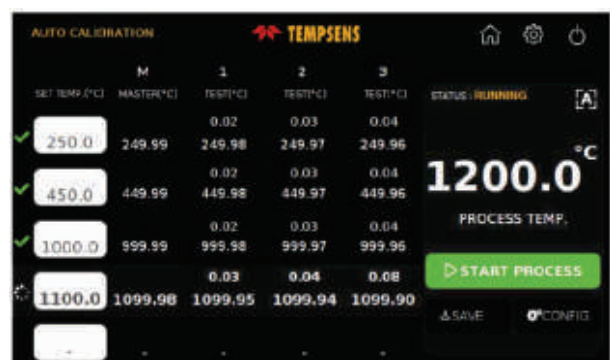 AUTO CALIBRATION
TEMPSENS
M 1 2 3
SET TEMP.(°C) MASTER(°C) TEST(°C) TEST(°C) TEST(°C)
0.02 0.03 0.04
250.0 249.99 249.98 249.97 249.96
0.02 0.03 0.04
450.0 449.99 449.98 449.97 449.96
0.02 0.03 0.04
1000.0 999.99 999.98 999.97 999.96
0.03 0.04 0.08
1100.0 1099.98 1099.95 1099.94 1099.90
- - - - -
STATUS : RUNNING
[A]
1200.0 °C
PROCESS TEMP.
START PROCESS
SAVE CONFIG